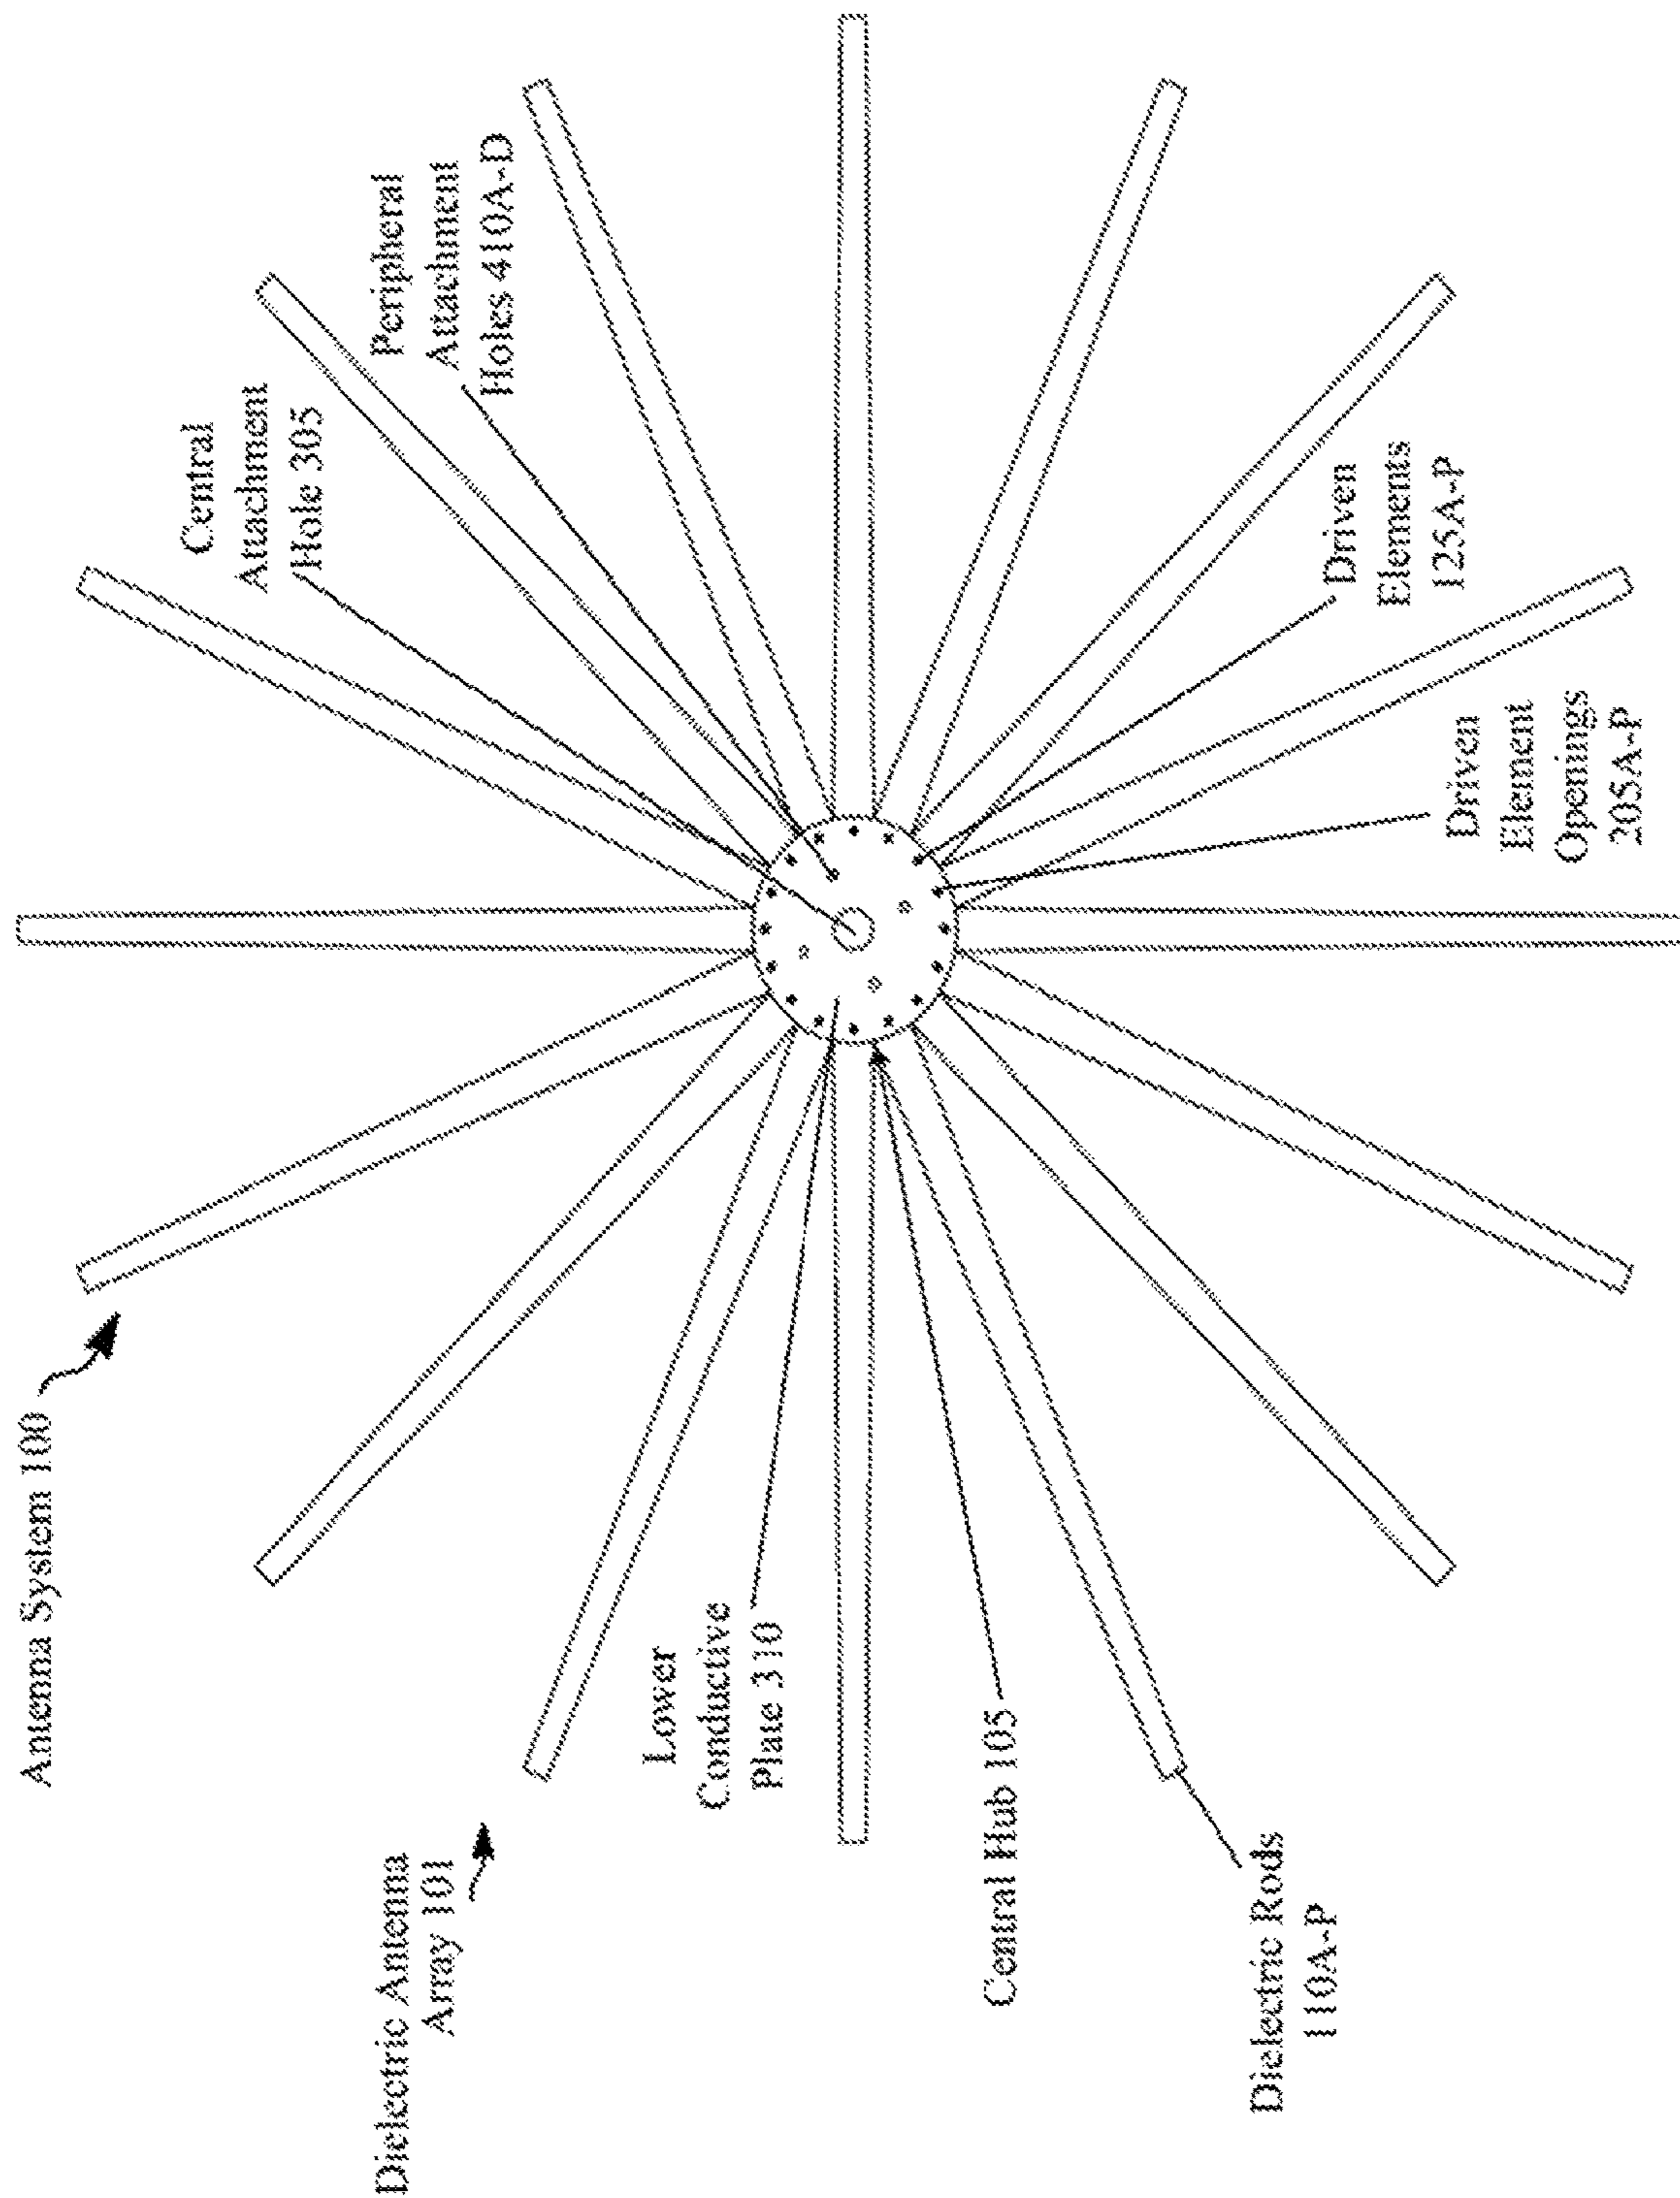 Antenna System 100
Dielectric Antenna
Array 101
Lower
Conductive
Plate 310
Central Hub 105
Dielectric Rods
110A-P
Central
Attachment
Hole 305
Peripheral
Attachment
Holes 410A-D
Driven
Elements
125A-P
Driven
Element
Openings
205A-P